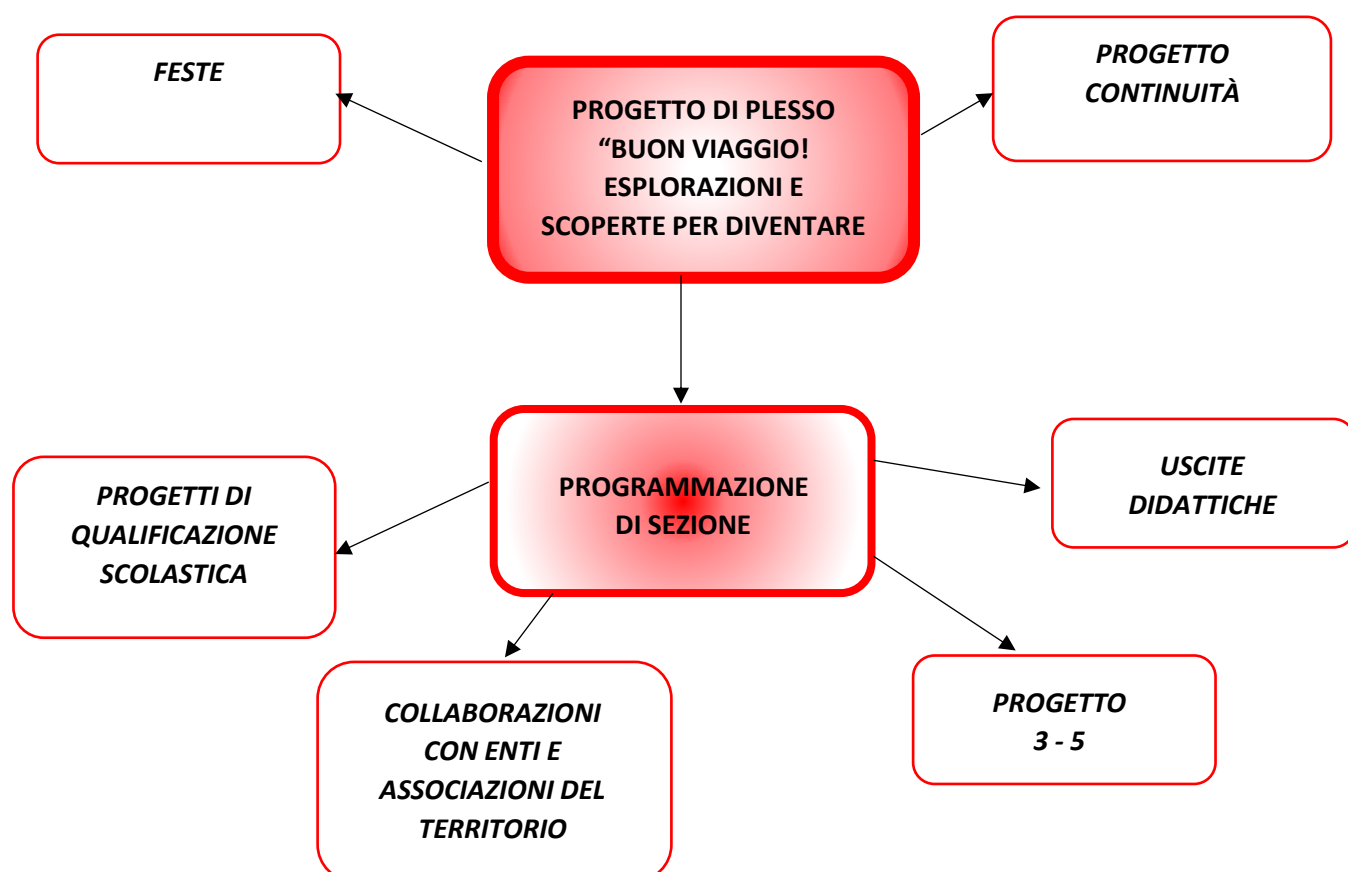 FESTE
PROGETTO DI PLESSO
“BUON VIAGGIO!
ESPLORAZIONI E
SCOPERTE PER DIVENTARE
PROGETTO
CONTINUITÀ
PROGRAMMAZIONE
DI SEZIONE
USCITE
DIDATTICHE
PROGETTI DI
QUALIFICAZIONE
SCOLASTICA
COLLABORAZIONI
CON ENTI E
ASSOCIAZIONI DEL
TERRITORIO
PROGETTO
3 - 5